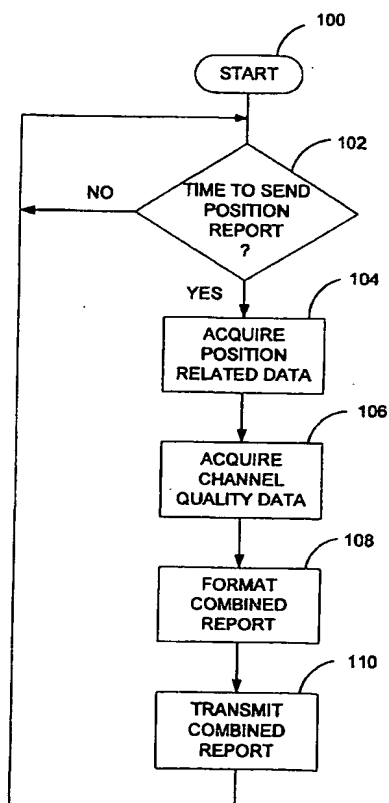 100
START
102
NO
TIME TO SEND
POSITION
REPORT
?
YES
104
ACQUIRE
POSITION
RELATED DATA
106
ACQUIRE
CHANNEL
QUALITY DATA
108
FORMAT
COMBINED
REPORT
110
TRANSMIT
COMBINED
REPORT